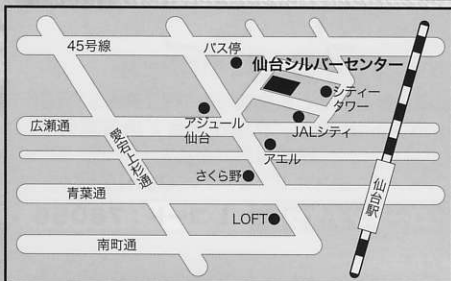 45号線
バス停
仙台シルバーセンター
シティー
タワー
アジュール
仙台
JALシティ
広瀬通
愛宕上杉通
アエル
さくら野
青葉通
仙台駅
LOFT
南町通